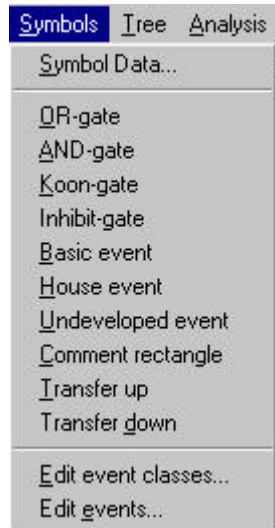 Symbols Tree Analysis
Symbol Data...
OR-gate
AND-gate
Koon-gate
Inhibit-gate
Basic event
House event
Undeveloped event
Comment rectangle
Transfer up
Transfer down
Edit event classes...
Edit events...